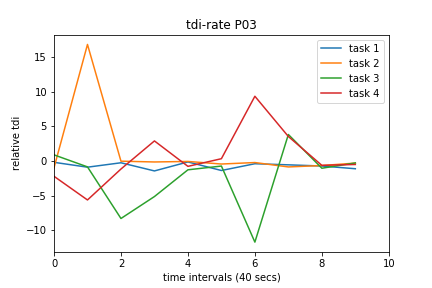 tdi-rate P03
task 1
task 2
task 3
task 4
relative tdi
15
10
5
0
−5
−10
0 2 4 6 8 10
time intervals (40 secs)